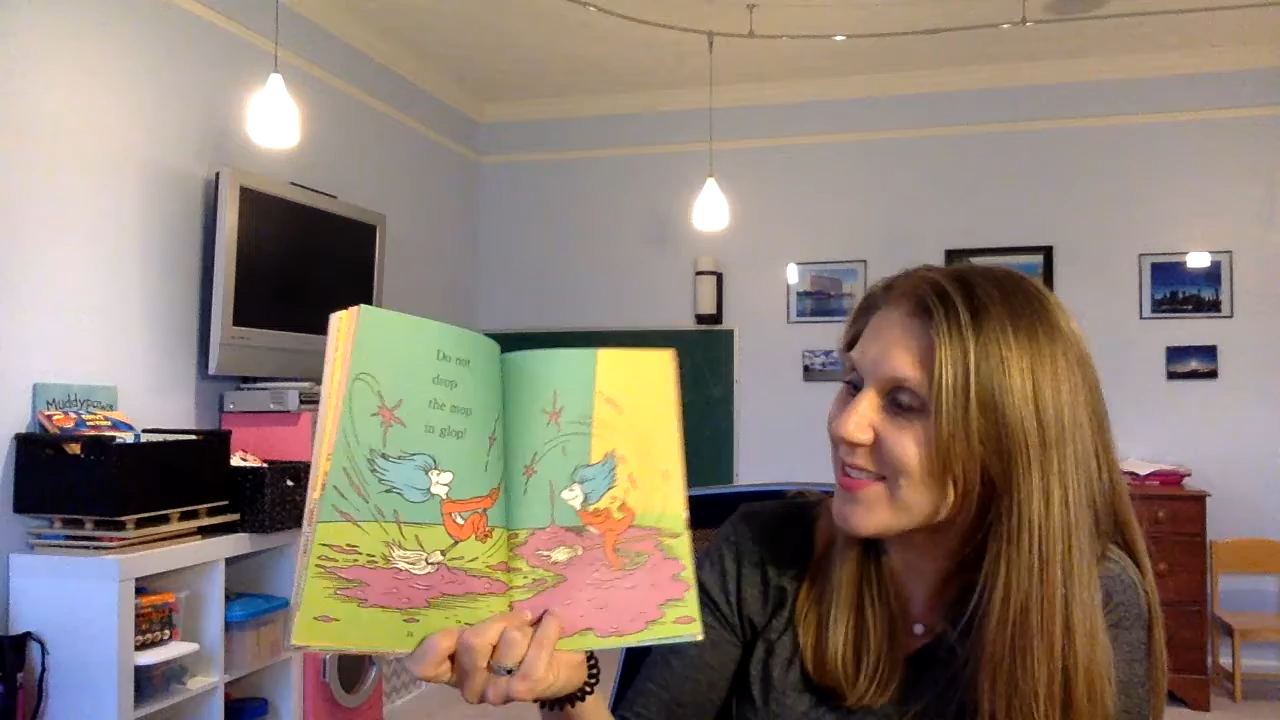 Do not
drop
the mop
in glop!
Muddypaws